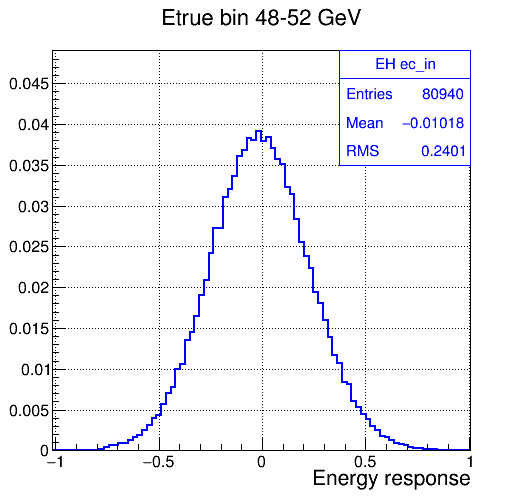 Etrue bin 48-52 GeV
EH ec_in
Entries 80940
Mean −0.01018
RMS 0.2401
0.045
0.04
0.035
0.03
0.025
0.02
0.015
0.01
0.005
0
−1 −0.5 0 0.5 1
Energy response